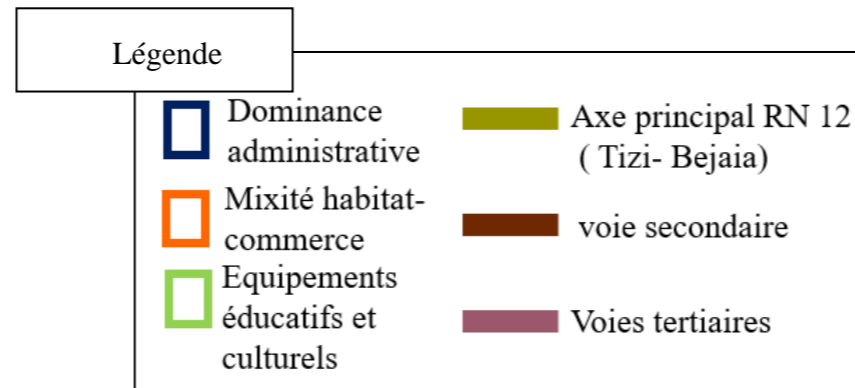 Légende
Dominance
administrative
Mixité habitat-
commerce
Equipements
éducatifs et
culturels
Axe principal RN 12
( Tizi- Bejaia)
voie secondaire
Voies tertiaires